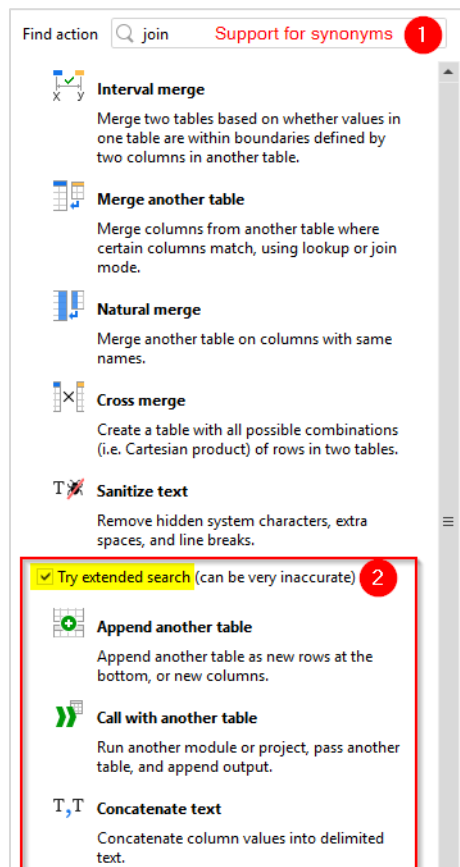 Find action join Support for synonyms 1
x y Interval merge
Merge two tables based on whether values in
one table are within boundaries defined by
two columns in another table.
Merge another table
Merge columns from another table where
certain columns match, using lookup or join
mode.
Natural merge
Merge another table on columns with same
names.
Cross merge
Create a table with all possible combinations
(i.e. Cartesian product) of rows in two tables.
T Sanitize text
Remove hidden system characters, extra
spaces, and line breaks.
Try extended search (can be very inaccurate) 2
Append another table
Append another table as new rows at the
bottom, or new columns.
Call with another table
Run another module or project, pass another
table, and append output.
T,T Concatenate text
Concatenate column values into delimited
text.